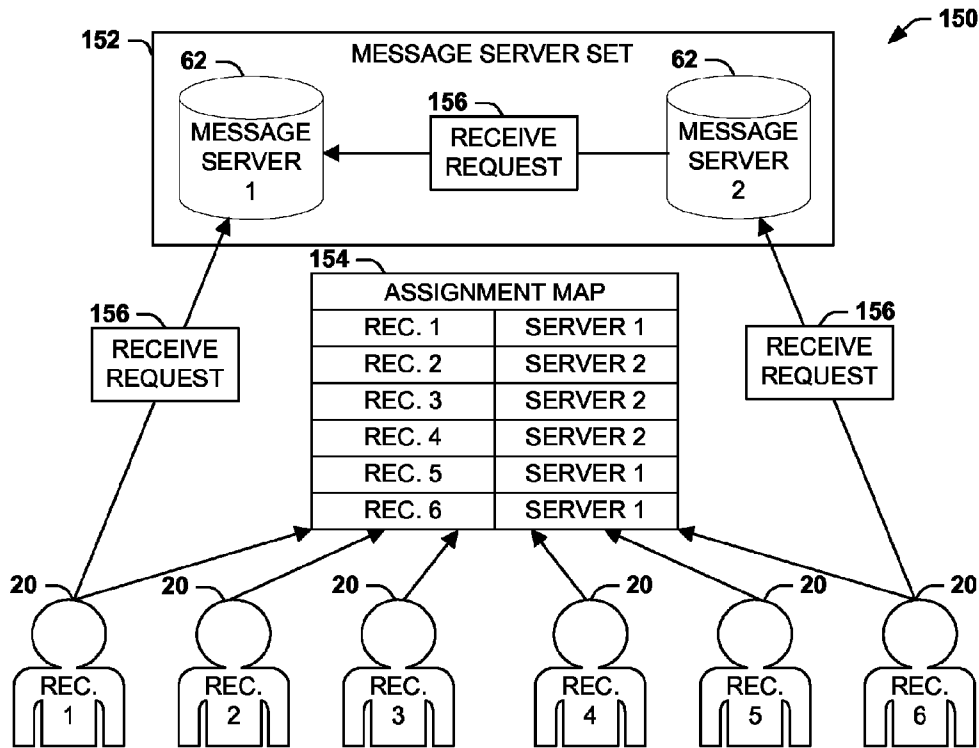 150
152
MESSAGE SERVER SET
62
62
MESSAGE
SERVER
1
156
RECEIVE
REQUEST
MESSAGE
SERVER
2
154
ASSIGNMENT MAP
REC. 1 SERVER 1
REC. 2 SERVER 2
REC. 3 SERVER 2
REC. 4 SERVER 2
REC. 5 SERVER 1
REC. 6 SERVER 1
156
RECEIVE
REQUEST
156
RECEIVE
REQUEST
20
20
20
20
20
20
REC.
1
REC.
2
REC.
3
REC.
4
REC.
5
REC.
6